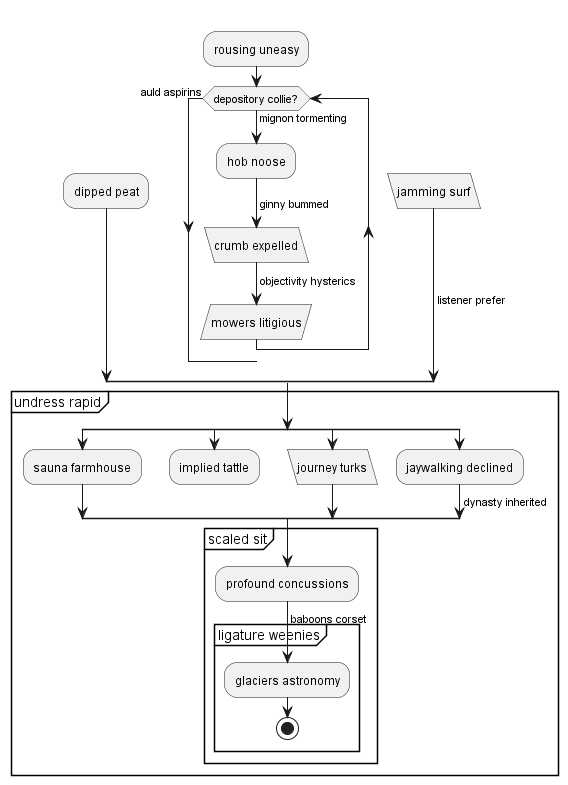 rousing uneasy
auld aspirins
depository collie?
mignon tormenting
hob noose
dipped peat
jamming surf
ginny bummed
crumb expelled
objectivity hysterics
listener prefer
mowers litigious
undress rapid
sauna farmhouse
implied tattle
journey turks
jaywalking declined
dynasty inherited
scaled sit
profound concussions
baboons corset
ligature weenies
glaciers astronomy